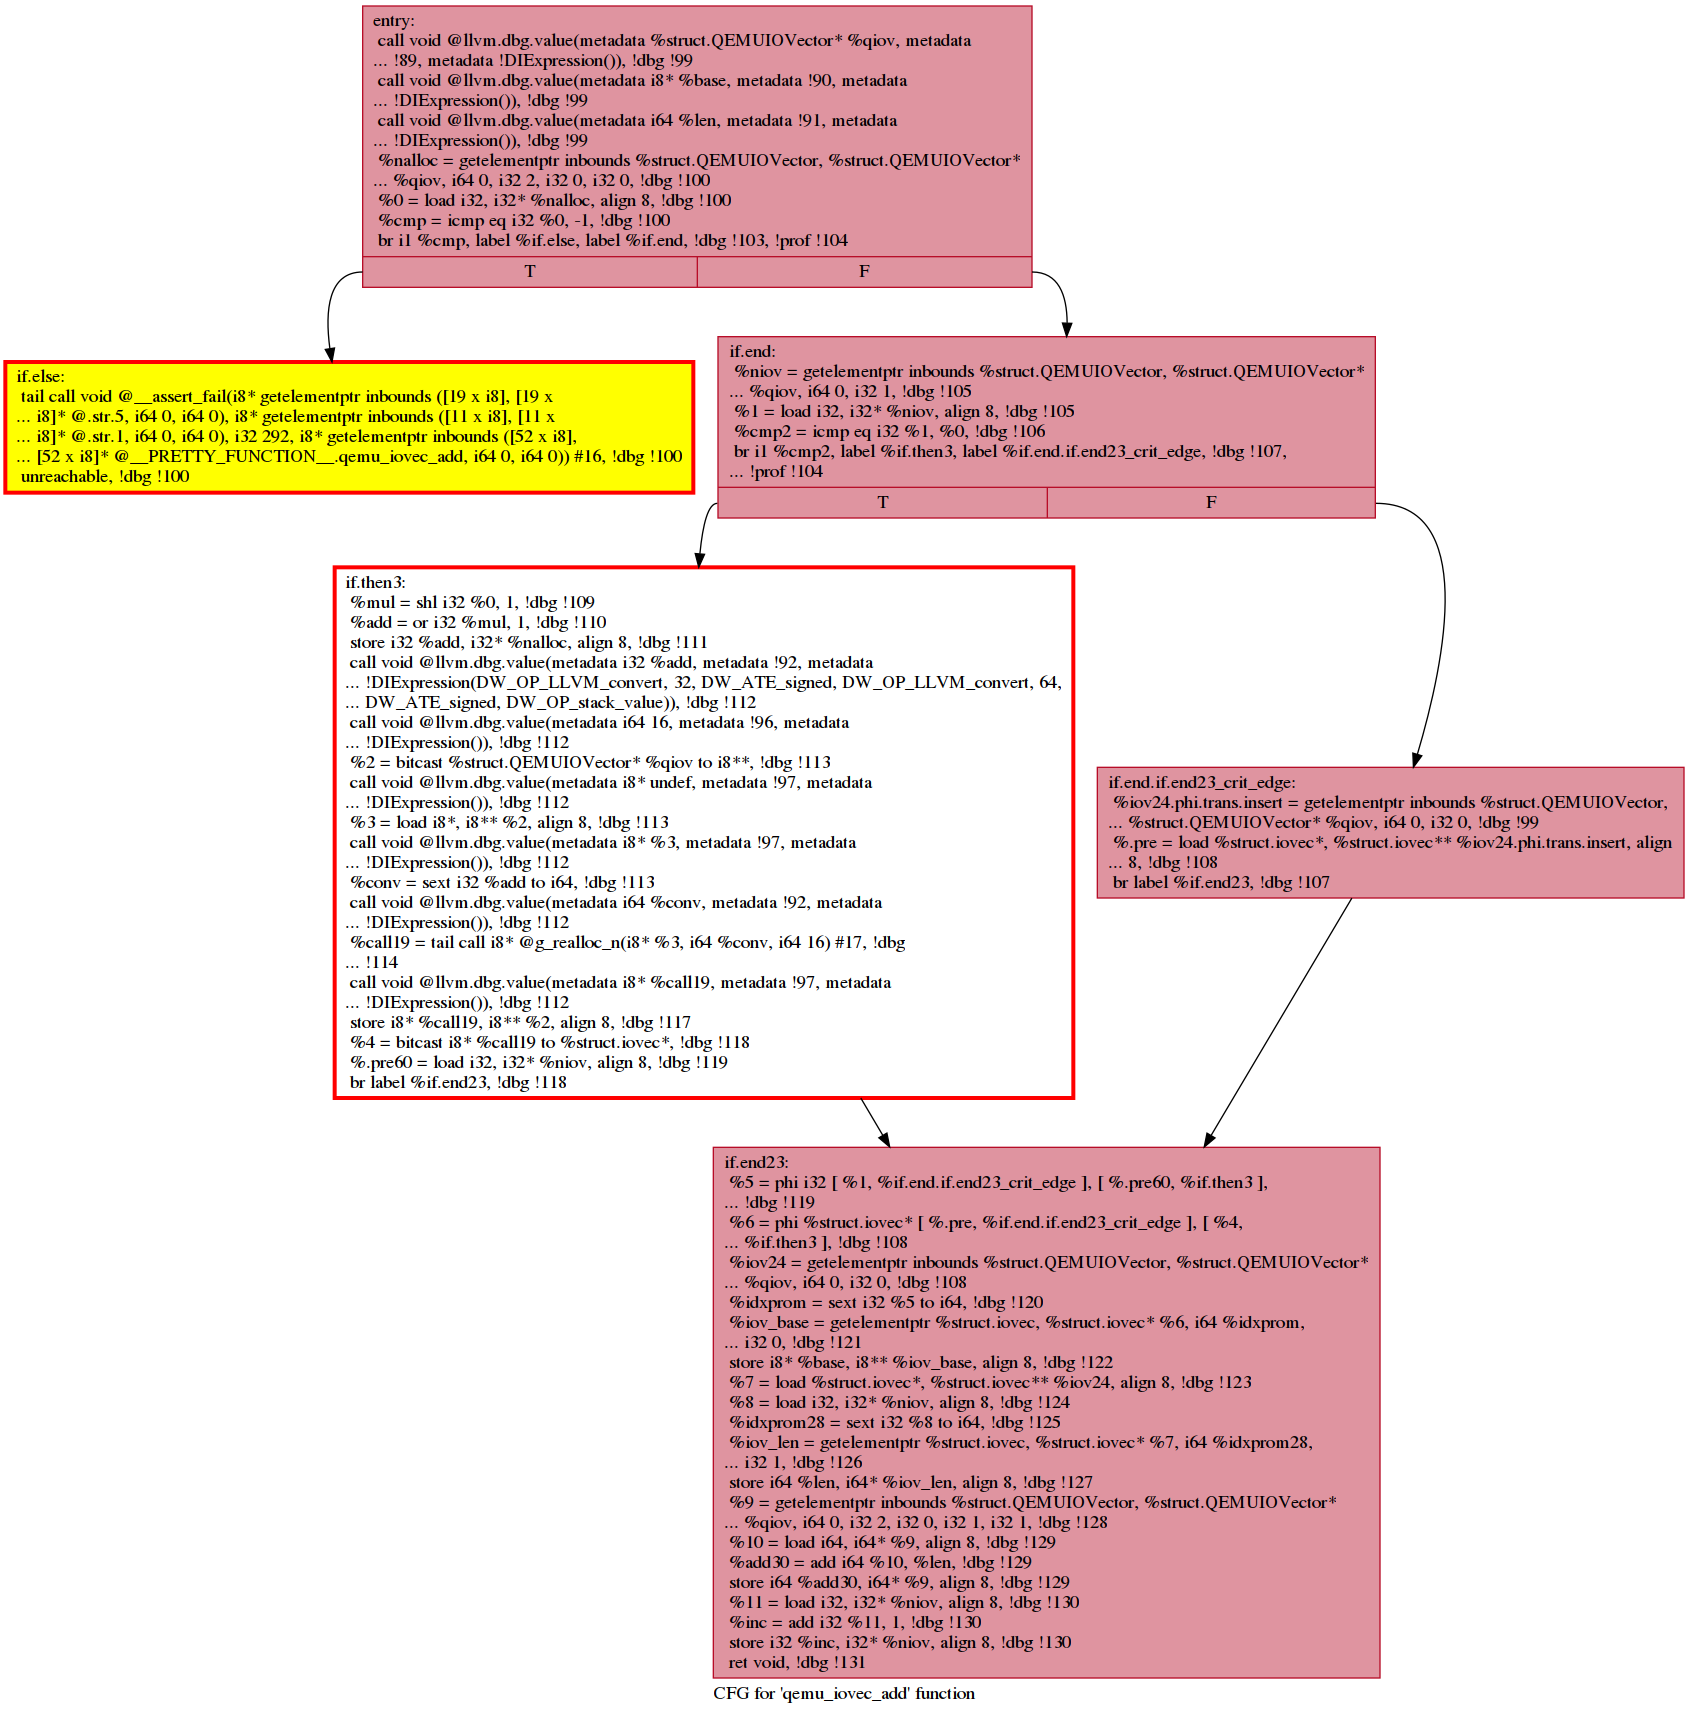 entry:
call void @llvm.dbg.value(metadata %struct.QEMUIOVector* %qiov, metadata
... !89, metadata !DIExpression()), !dbg !99
call void @llvm.dbg.value(metadata i8* %base, metadata !90, metadata
... !DIExpression()), !dbg !99
call void @llvm.dbg.value(metadata i64 %len, metadata !91, metadata
... !DIExpression()), !dbg !99
%nalloc = getelementptr inbounds %struct.QEMUIOVector, %struct.QEMUIOVector*
... %qiov, i64 0, i32 2, i32 0, i32 0, !dbg !100
%0 = load i32, i32* %nalloc, align 8, !dbg !100
%cmp = icmp eq i32 %0, -1, !dbg !100
br i1 %cmp, label %if.else, label %if.end, !dbg !103, !prof !104
T
F
if.else:
tail call void @__assert_fail(i8* getelementptr inbounds ([19 x i8], [19 x
... i8]* @.str.5, i64 0, i64 0), i8* getelementptr inbounds ([11 x i8], [11 x
... i8]* @.str.1, i64 0, i64 0), i32 292, i8* getelementptr inbounds ([52 x i8],
... [52 x i8]* @__PRETTY_FUNCTION__.qemu_iovec_add, i64 0, i64 0)) #16, !dbg !100
unreachable, !dbg !100
if.end:
%niov = getelementptr inbounds %struct.QEMUIOVector, %struct.QEMUIOVector*
... %qiov, i64 0, i32 1, !dbg !105
%1 = load i32, i32* %niov, align 8, !dbg !105
%cmp2 = icmp eq i32 %1, %0, !dbg !106
br i1 %cmp2, label %if.then3, label %if.end.if.end23_crit_edge, !dbg !107,
... !prof !104
T
F
if.then3:
%mul = shl i32 %0, 1, !dbg !109
%add = or i32 %mul, 1, !dbg !110
store i32 %add, i32* %nalloc, align 8, !dbg !111
call void @llvm.dbg.value(metadata i32 %add, metadata !92, metadata
... !DIExpression(DW_OP_LLVM_convert, 32, DW_ATE_signed, DW_OP_LLVM_convert, 64,
... DW_ATE_signed, DW_OP_stack_value)), !dbg !112
call void @llvm.dbg.value(metadata i64 16, metadata !96, metadata
... !DIExpression()), !dbg !112
%2 = bitcast %struct.QEMUIOVector* %qiov to i8**, !dbg !113
call void @llvm.dbg.value(metadata i8* undef, metadata !97, metadata
... !DIExpression()), !dbg !112
%3 = load i8*, i8** %2, align 8, !dbg !113
call void @llvm.dbg.value(metadata i8* %3, metadata !97, metadata
... !DIExpression()), !dbg !112
%conv = sext i32 %add to i64, !dbg !113
call void @llvm.dbg.value(metadata i64 %conv, metadata !92, metadata
... !DIExpression()), !dbg !112
%call19 = tail call i8* @g_realloc_n(i8* %3, i64 %conv, i64 16) #17, !dbg
... !114
call void @llvm.dbg.value(metadata i8* %call19, metadata !97, metadata
... !DIExpression()), !dbg !112
store i8* %call19, i8** %2, align 8, !dbg !117
%4 = bitcast i8* %call19 to %struct.iovec*, !dbg !118
%.pre60 = load i32, i32* %niov, align 8, !dbg !119
br label %if.end23, !dbg !118
if.end.if.end23_crit_edge:
%iov24.phi.trans.insert = getelementptr inbounds %struct.QEMUIOVector,
... %struct.QEMUIOVector* %qiov, i64 0, i32 0, !dbg !99
%.pre = load %struct.iovec*, %struct.iovec** %iov24.phi.trans.insert, align
... 8, !dbg !108
br label %if.end23, !dbg !107
if.end23:
%5 = phi i32 [ %1, %if.end.if.end23_crit_edge ], [ %.pre60, %if.then3 ],
... !dbg !119
%6 = phi %struct.iovec* [ %.pre, %if.end.if.end23_crit_edge ], [ %4,
... %if.then3 ], !dbg !108
%iov24 = getelementptr inbounds %struct.QEMUIOVector, %struct.QEMUIOVector*
... %qiov, i64 0, i32 0, !dbg !108
%idxprom = sext i32 %5 to i64, !dbg !120
%iov_base = getelementptr %struct.iovec, %struct.iovec* %6, i64 %idxprom,
... i32 0, !dbg !121
store i8* %base, i8** %iov_base, align 8, !dbg !122
%7 = load %struct.iovec*, %struct.iovec** %iov24, align 8, !dbg !123
%8 = load i32, i32* %niov, align 8, !dbg !124
%idxprom28 = sext i32 %8 to i64, !dbg !125
%iov_len = getelementptr %struct.iovec, %struct.iovec* %7, i64 %idxprom28,
... i32 1, !dbg !126
store i64 %len, i64* %iov_len, align 8, !dbg !127
%9 = getelementptr inbounds %struct.QEMUIOVector, %struct.QEMUIOVector*
... %qiov, i64 0, i32 2, i32 0, i32 1, i32 1, !dbg !128
%10 = load i64, i64* %9, align 8, !dbg !129
%add30 = add i64 %10, %len, !dbg !129
store i64 %add30, i64* %9, align 8, !dbg !129
%11 = load i32, i32* %niov, align 8, !dbg !130
%inc = add i32 %11, 1, !dbg !130
store i32 %inc, i32* %niov, align 8, !dbg !130
ret void, !dbg !131
CFG for 'qemu_iovec_add' function